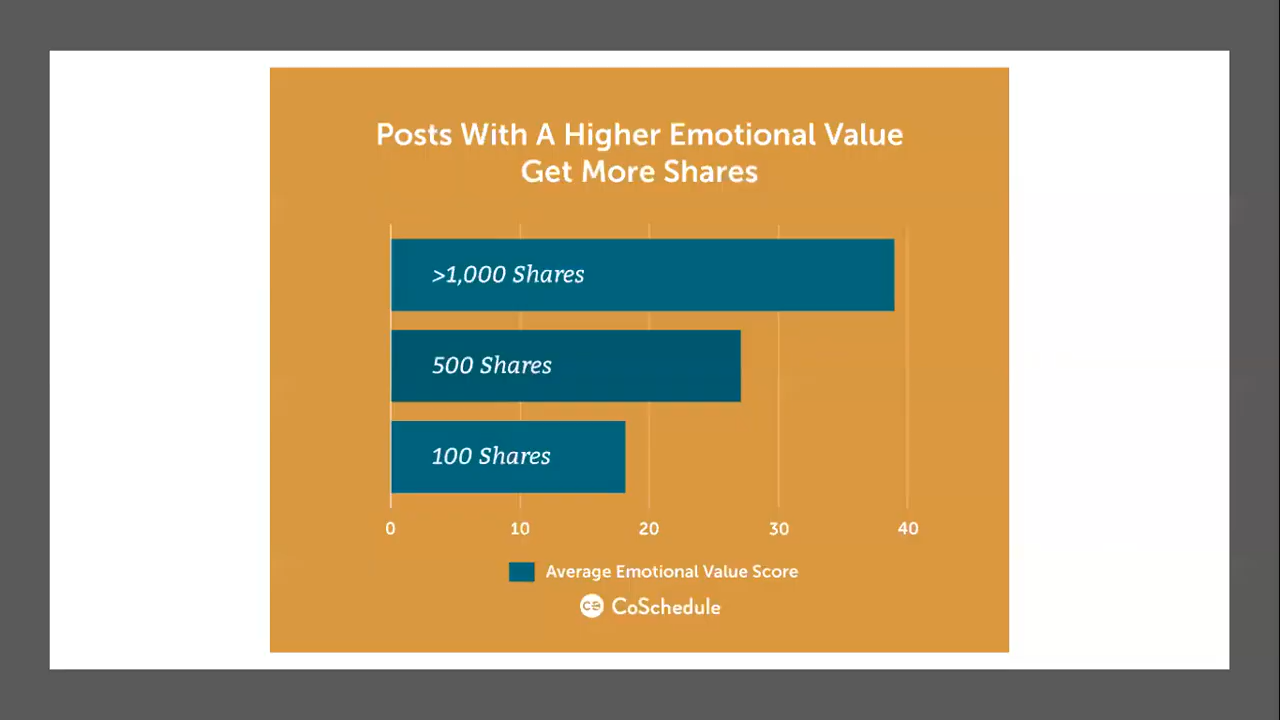 Posts With A Higher Emotional Value
Get More Shares
>1,000 Shares
500 Shares
100 Shares
0 10 20 30 40
Average Emotional Value Score
CoSchedule